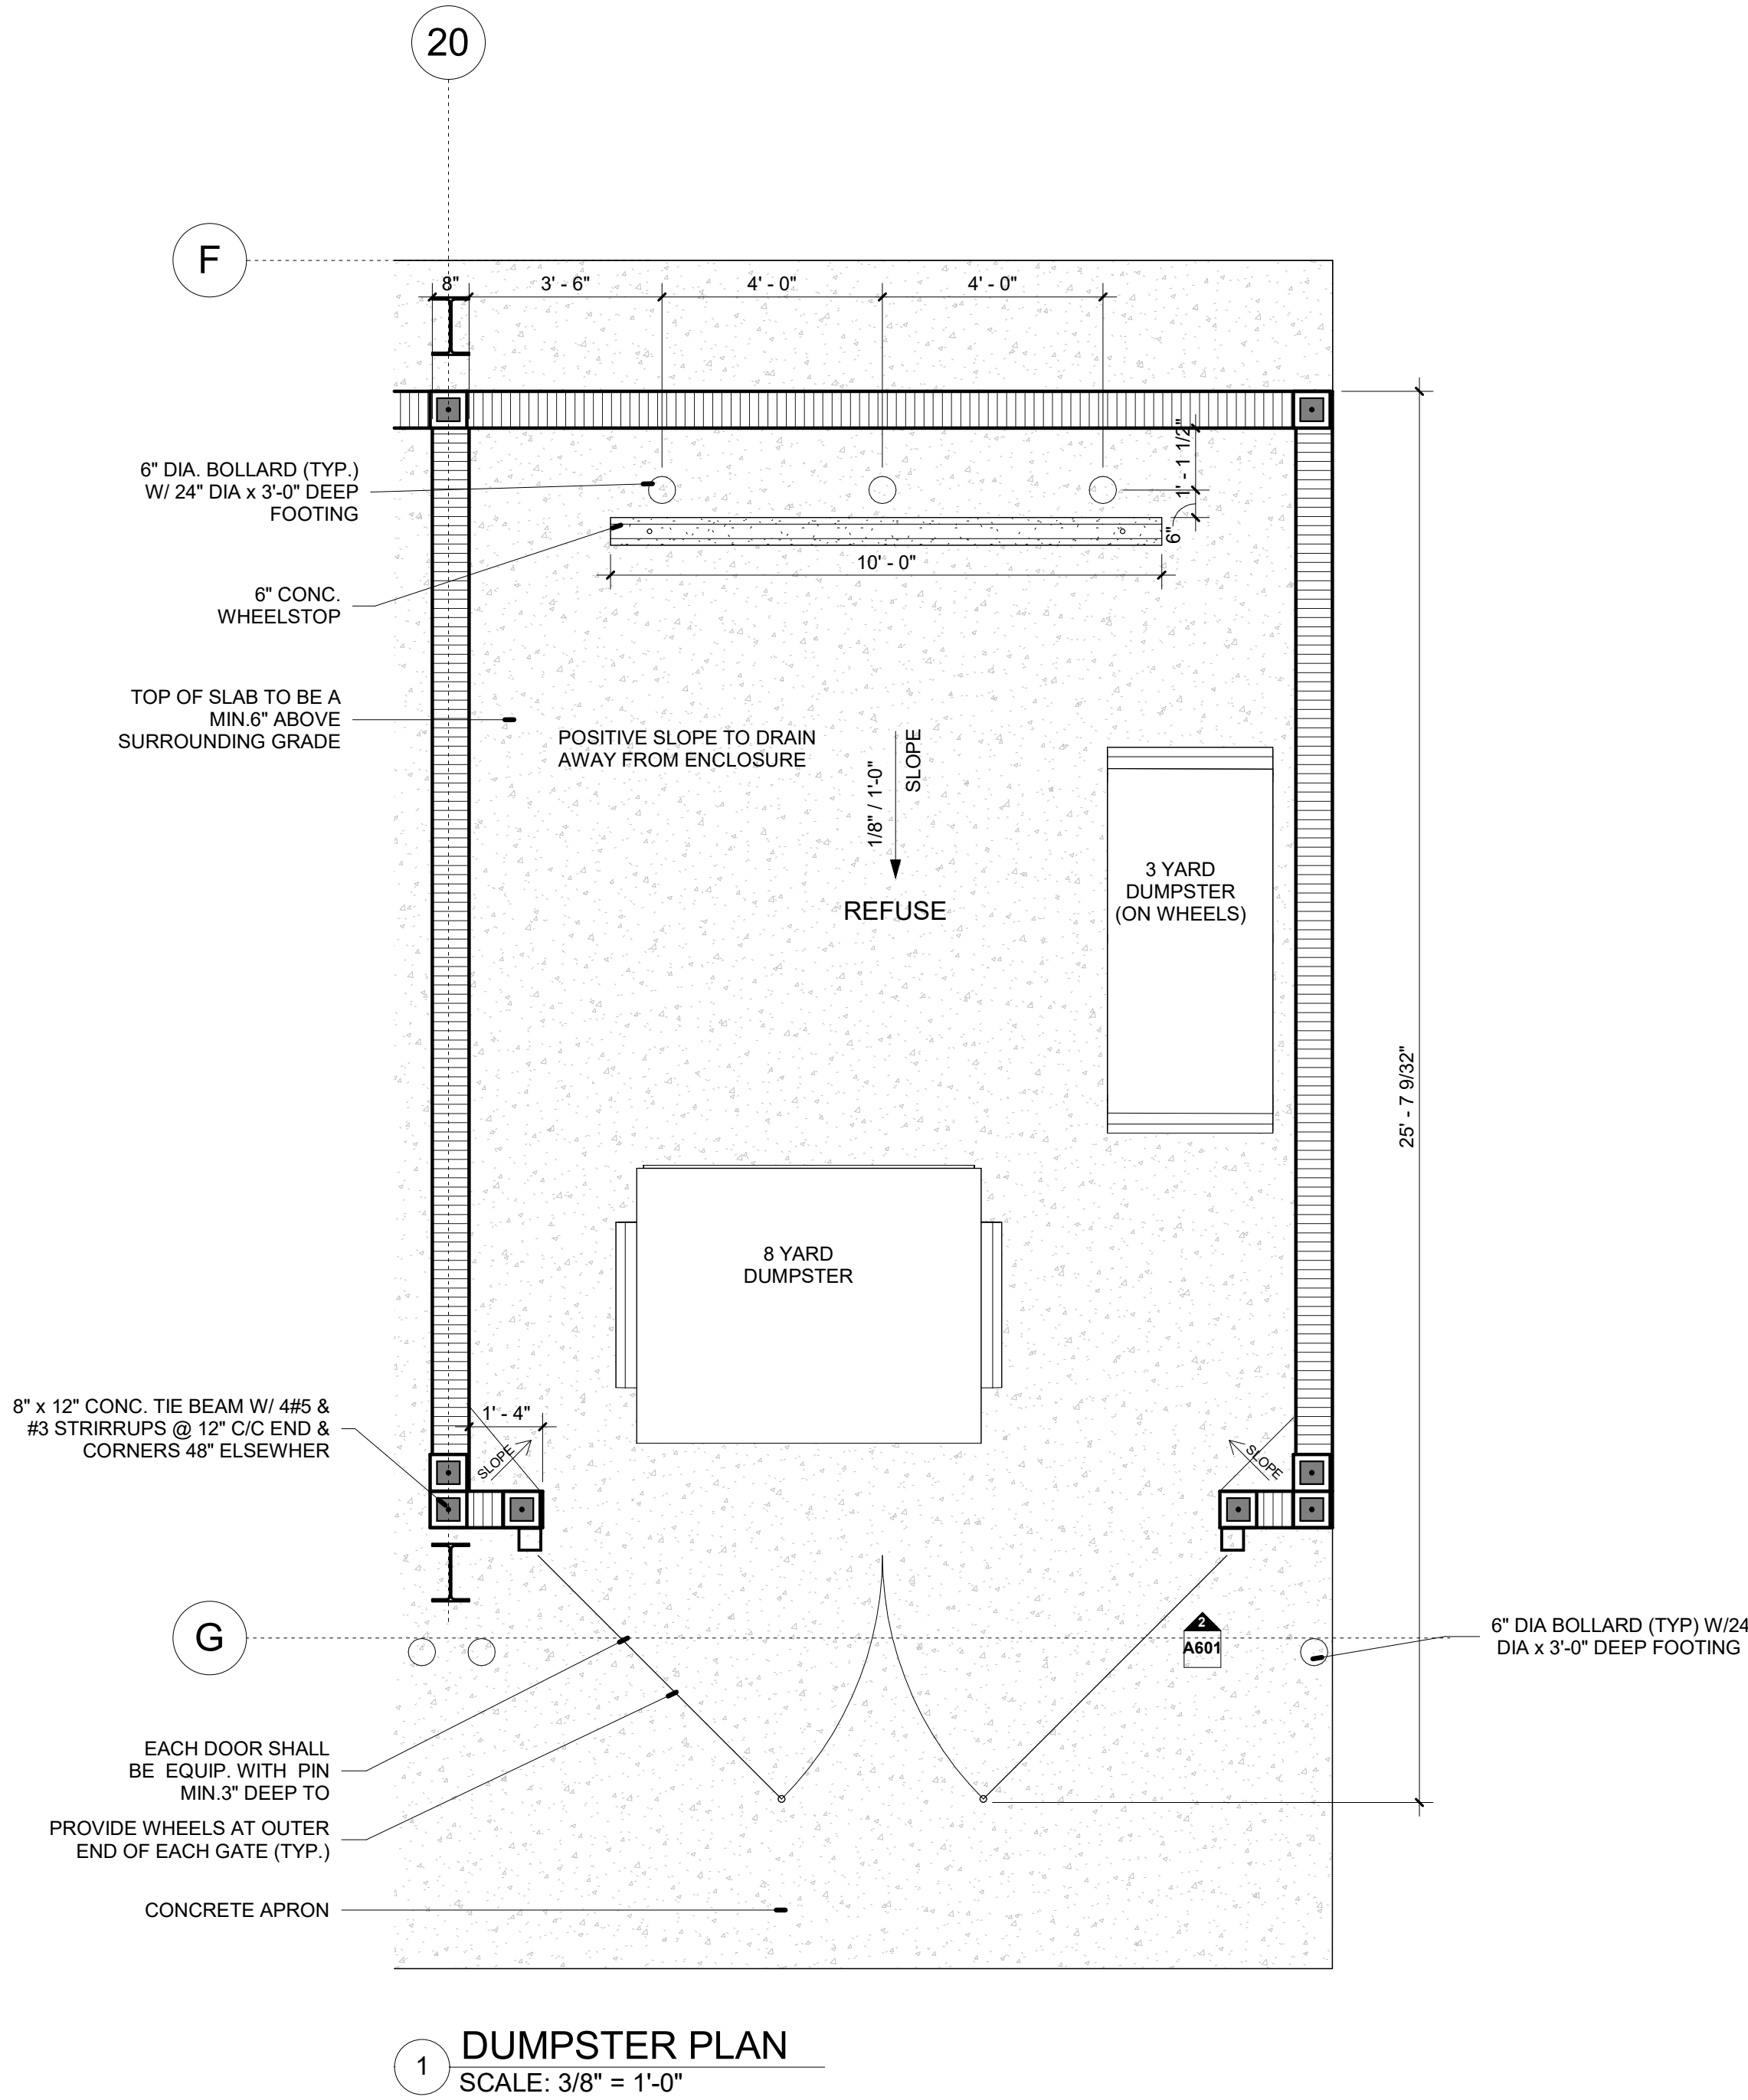 20
F
8"
3' - 6"
4' - 0"
4' - 0"
1' - 1 1/2"
6" DIA. BOLLARD (TYP.)
W/ 24" DIA x 3'-0" DEEP
FOOTING
6"
10' - 0"
6" CONC.
WHEELSTOP
TOP OF SLAB TO BE A
MIN.6" ABOVE
SURROUNDING GRADE
POSITIVE SLOPE TO DRAIN
AWAY FROM ENCLOSURE
1/8" / 1'-0"
SLOPE
REFUSE
3 YARD
DUMPSTER
(ON WHEELS)
25' - 7 9/32"
8 YARD
DUMPSTER
8" x 12" CONC. TIE BEAM W/ 4#5 &
#3 STRIRRUPS @ 12" C/C END &
CORNERS 48" ELSEWHER
1' - 4"
SLOPE
SLOPE
G
2
A601
6" DIA BOLLARD (TYP) W/24
DIA x 3'-0" DEEP FOOTING
EACH DOOR SHALL
BE EQUIP. WITH PIN
MIN.3" DEEP TO
PROVIDE WHEELS AT OUTER
END OF EACH GATE (TYP.)
CONCRETE APRON
1
DUMPSTER PLAN
SCALE: 3/8" = 1'-0"